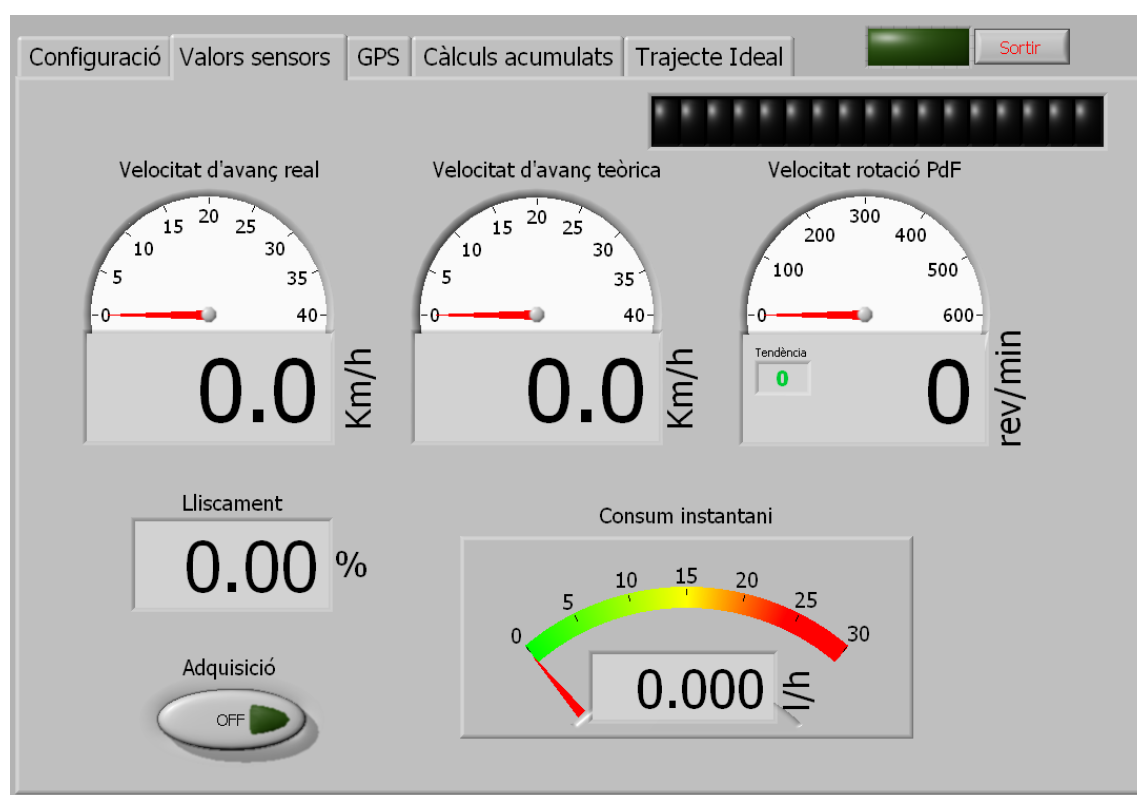 Configuració Valors sensors GPS Càlculs acumulats Trajecte Ideal Sortir
Velocitat d'avanç real
0 5 10 15 20 25 30 35 40
0.0 Km/h
Velocitat d'avanç teòrica
0 5 10 15 20 25 30 35 40
0.0 Km/h
Velocitat rotació PdF
0 100 200 300 400 500 600
Tendència
0
0 rev/min
Lliscament
0.00 %
Consum instantani
0 5 10 15 20 25 30
0.000 l/h
Adquisició
OFF